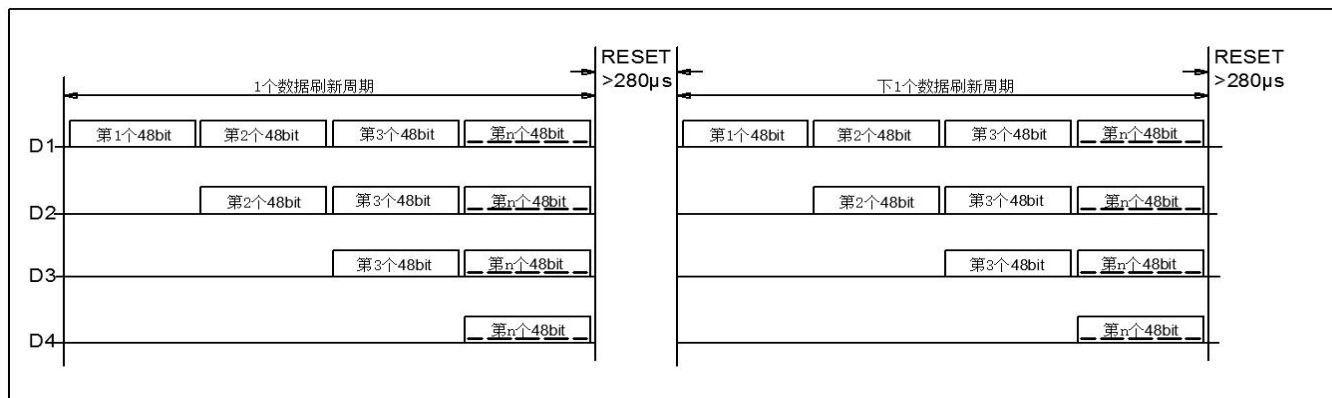 RESET
>280μs
RESET
>280μs
1个数据刷新周期
下1个数据刷新周期
D1 第1个48bit 第2个48bit 第3个48bit 第n个48bit 第1个48bit 第2个48bit 第3个48bit 第n个48bit
D2 第2个48bit 第3个48bit 第n个48bit 第2个48bit 第3个48bit 第n个48bit
D3 第3个48bit 第n个48bit 第3个48bit 第n个48bit
D4 第n个48bit 第n个48bit